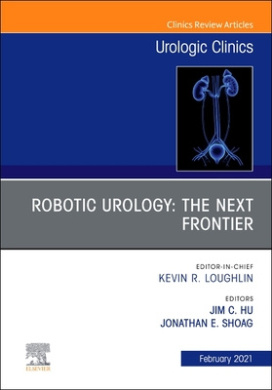 Clinics Review Articles
Urologic Clinics
ROBOTIC UROLOGY: THE NEXT
FRONTIER
EDITOR-IN-CHIEF
KEVIN R. LOUGHLIN
EDITORS
JIM C. HU
JONATHAN E. SHOAG
ELSEVIER
February 2021